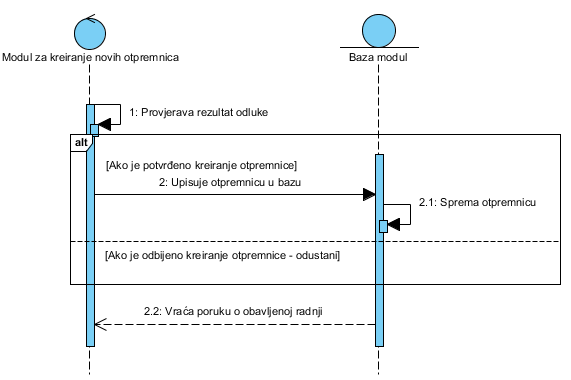 Modul za kreiranje novih otpremnica
Baza modul
1: Provjerava rezultat odluke
alt
[Ako je potvrđeno kreiranje otpremnice]
2: Upisuje otpremnicu u bazu
2.1: Sprema otpremnicu
[Ako je odbijeno kreiranje otpremnice - odustani]
2.2: Vraća poruku o obavljenoj radnji